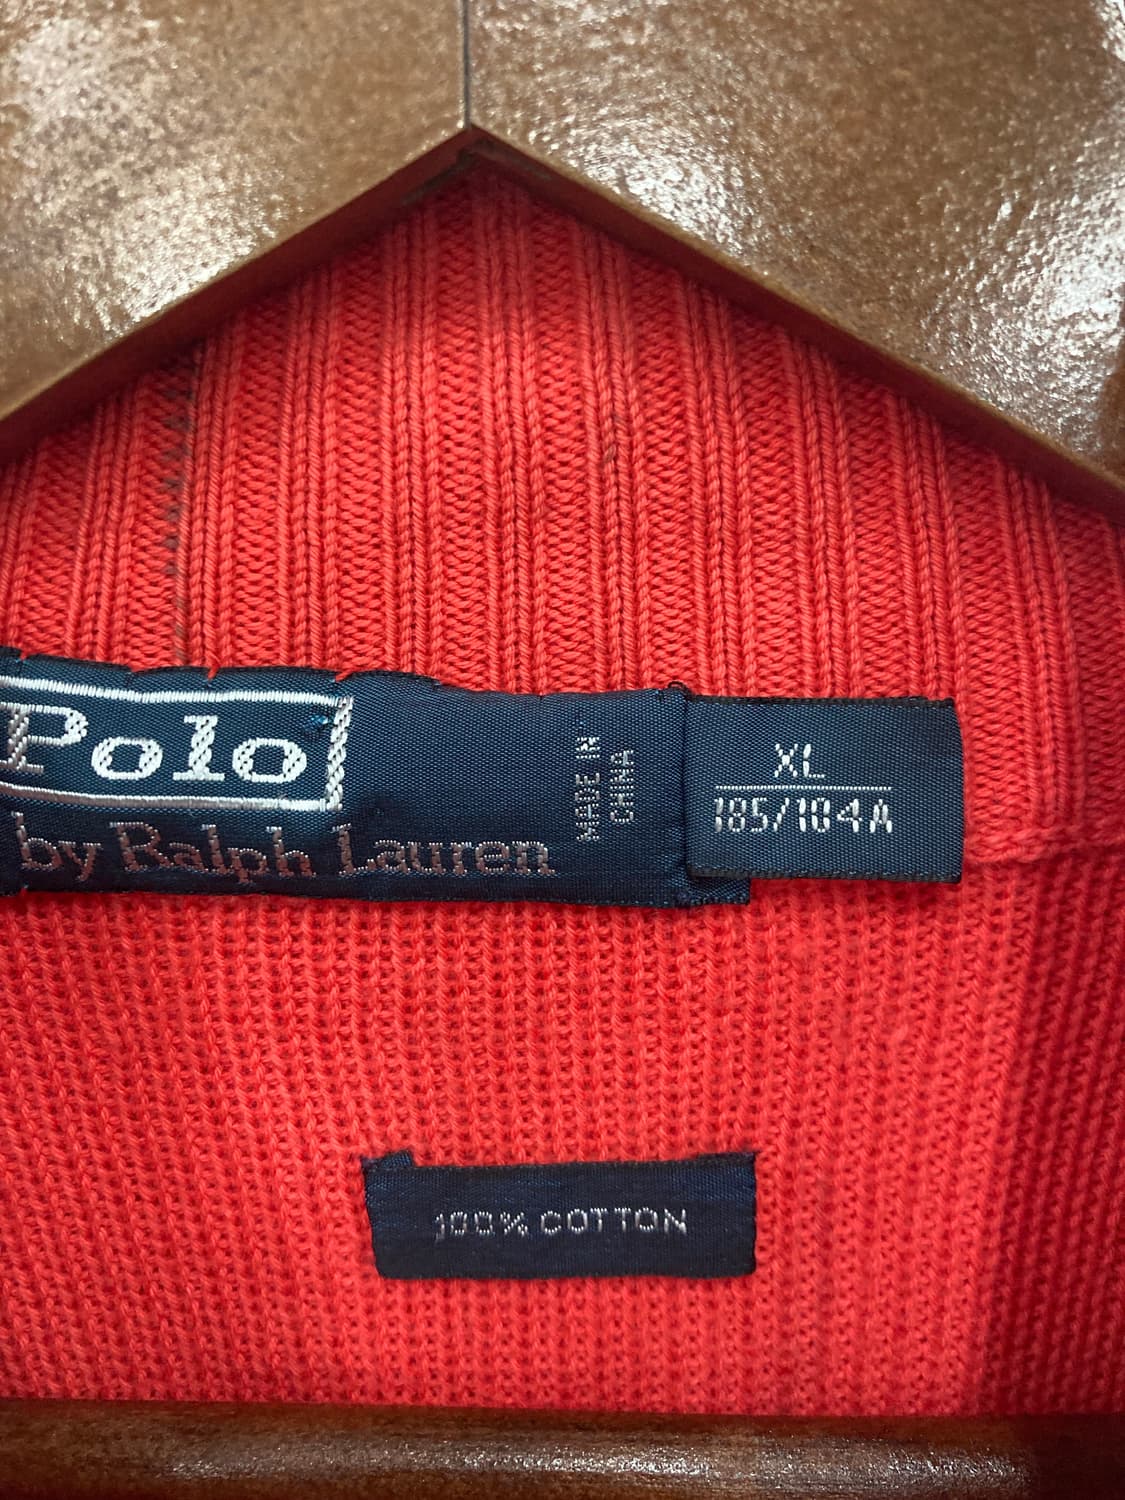 Polo
by Ralph Lauren
MADE IN
CHINA
XL
185/104A
100% COTTON